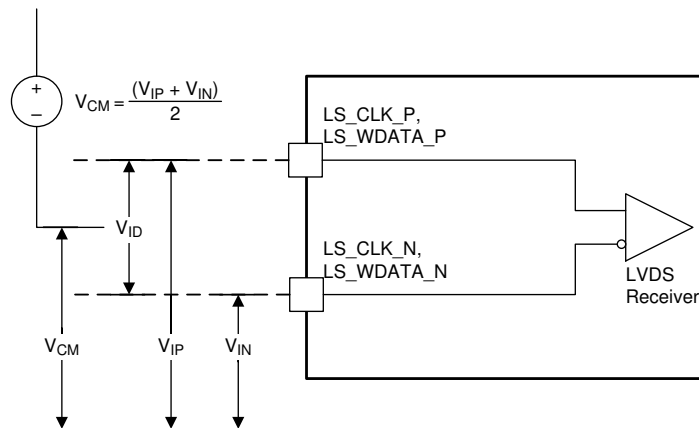 +
−
V_CM = (V_IP + V_IN) / 2
LS_CLK_P,
LS_WDATA_P
V_ID
LS_CLK_N,
LS_WDATA_N
LVDS
Receiver
V_CM
V_IP
V_IN